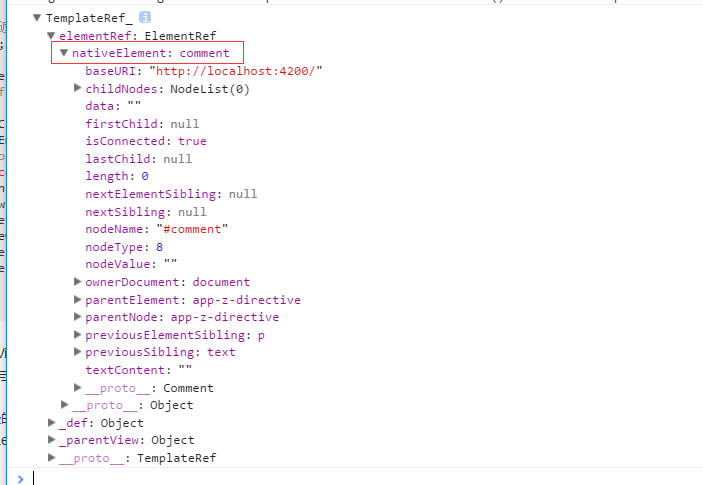 TemplateRef_ i
elementRef: ElementRef
nativeElement: comment
baseURI: "http://localhost:4200/"
childNodes: NodeList(0)
data: ""
firstChild: null
isConnected: true
lastChild: null
length: 0
nextElementSibling: null
nextSibling: null
nodeName: "#comment"
nodeType: 8
nodeValue: ""
ownerDocument: document
parentElement: app-z-directive
parentNode: app-z-directive
previousElementSibling: p
previousSibling: text
textContent: ""
__proto__: Comment
__proto__: Object
_def: Object
_parentView: Object
__proto__: TemplateRef